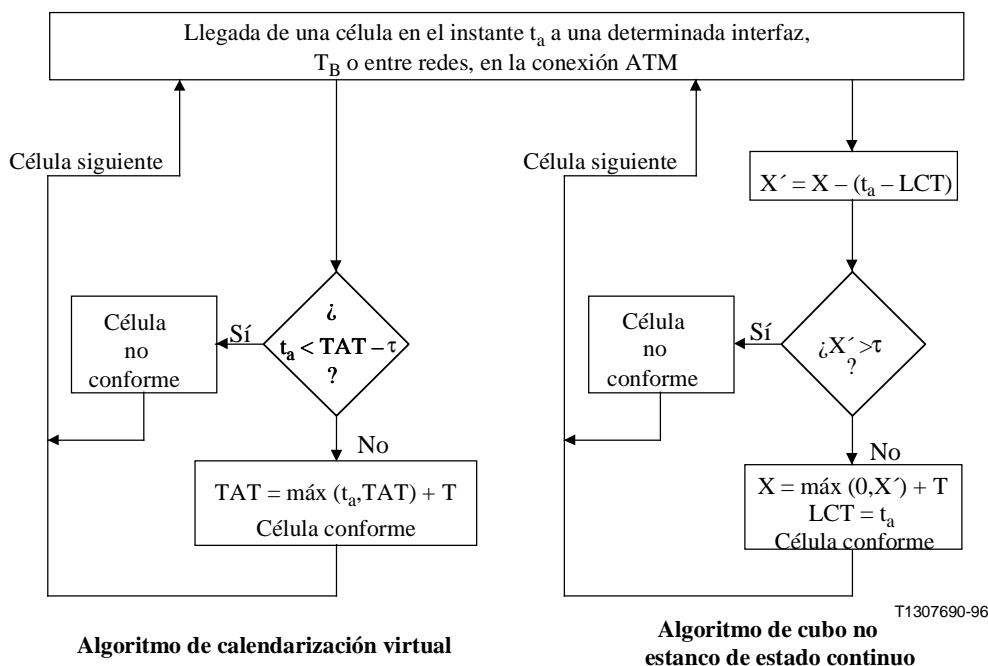 Llegada de una célula en el instante tₐ a una determinada interfaz,
T_B o entre redes, en la conexión ATM
Célula siguiente
¿
tₐ < TAT – τ
?
Sí
Célula
no
conforme
No
TAT = máx (tₐ,TAT) + T
Célula conforme
Algoritmo de calendarización virtual
Célula siguiente
X´ = X – (tₐ – LCT)
¿X´ >τ
?
Sí
Célula
no
conforme
No
X = máx (0,X´) + T
LCT = tₐ
Célula conforme
T1307690-96
Algoritmo de cubo no
estanco de estado continuo